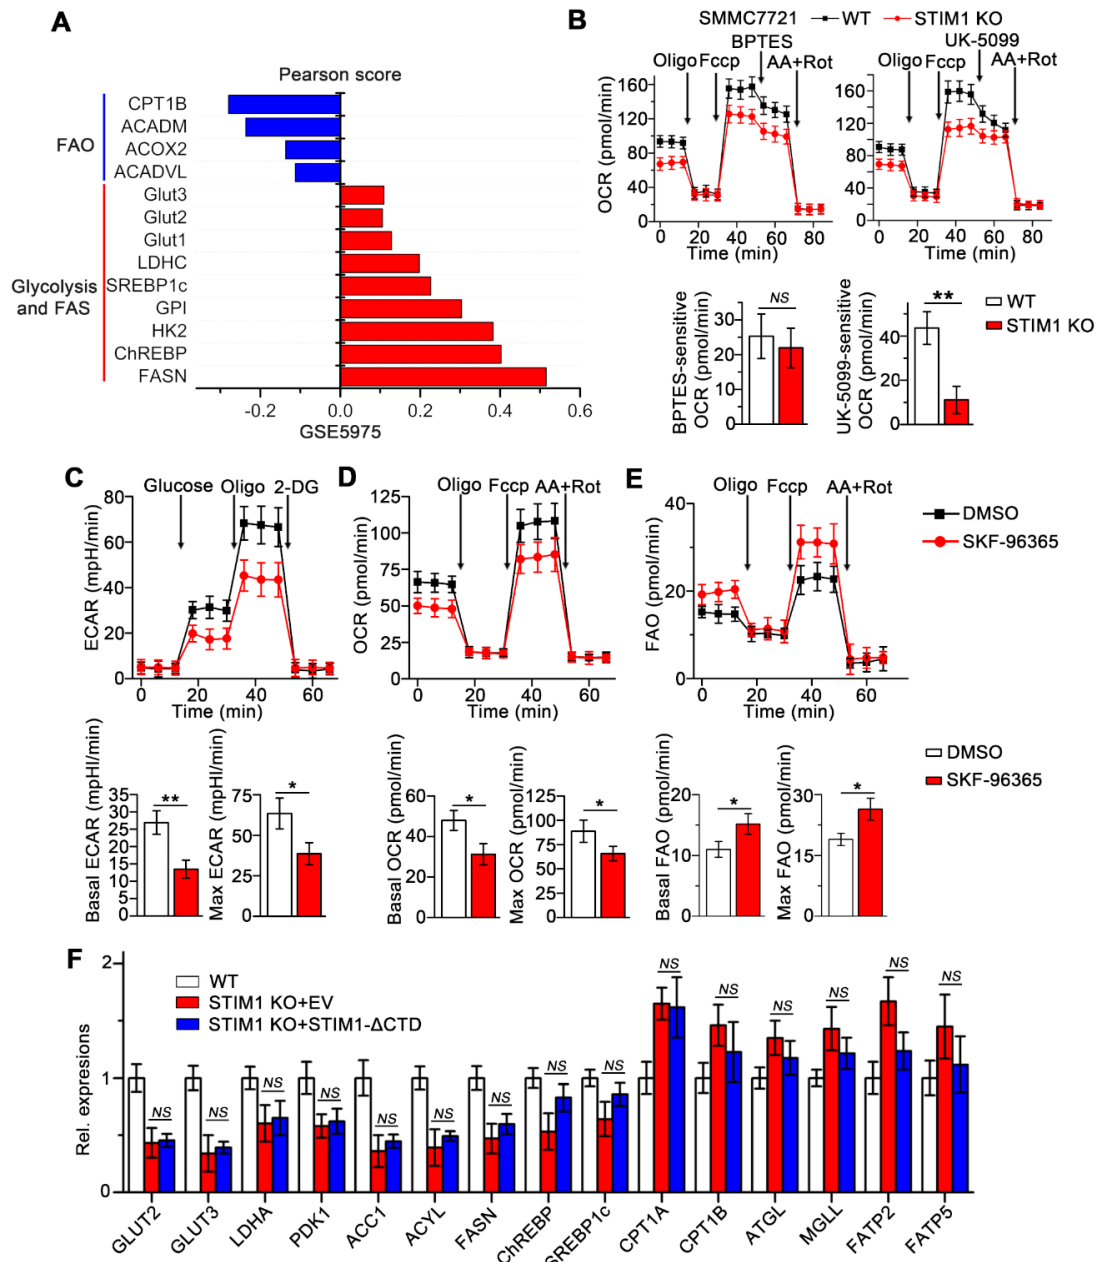 A
Pearson score
FAO
CPT1B
ACADM
ACOX2
ACADVL
Glycolysis
and FAS
Glut3
Glut2
Glut1
LDHC
SREBP1c
GPI
HK2
ChREBP
FASN
-0.2 0.0 0.2 0.4 0.6
GSE5975
B
SMMC7721 WT STIM1 KO
BPTES
Oligo Fccp AA+Rot
OCR (pmol/min)
160
120
80
40
0
0 20 40 60 80
Time (min)
UK-5099
Oligo Fccp AA+Rot
160
120
80
40
0
0 20 40 60 80
Time (min)
BPTES-sensitive
OCR (pmol/min)
30
20
10
0
NS
UK-5099-sensitive
OCR (pmol/min)
40
20
0
**
WT
STIM1 KO
C
Glucose Oligo 2-DG
ECAR (mpH/min)
80
60
40
20
0
0 20 40 60
Time (min)
D
Oligo Fccp AA+Rot
OCR (pmol/min)
125
100
75
50
25
0
0 20 40 60
Time (min)
E
Oligo Fccp AA+Rot
FAO (pmol/min)
40
20
0
0 20 40 60
Time (min)
DMSO
SKF-96365
Basal ECAR (mpHI/min)
35
30
25
20
15
10
5
0
**
Max ECAR (mpHI/min)
75
50
25
0
*
Basal OCR (pmol/min)
60
40
20
0
*
Max OCR (pmol/min)
125
100
75
50
25
0
*
Basal FAO (pmol/min)
20
10
0
*
Max FAO (pmol/min)
30
15
0
*
DMSO
SKF-96365
F
WT
STIM1 KO+EV
STIM1 KO+STIM1-ΔCTD
Rel. expresions
2
1
0
NS NS NS NS NS NS NS NS NS NS NS NS NS NS NS
GLUT2 GLUT3 LDHA PDK1 ACC1 ACYL FASN ChREBP SREBP1c CPT1A CPT1B ATGL MGLL FATP2 FATP5